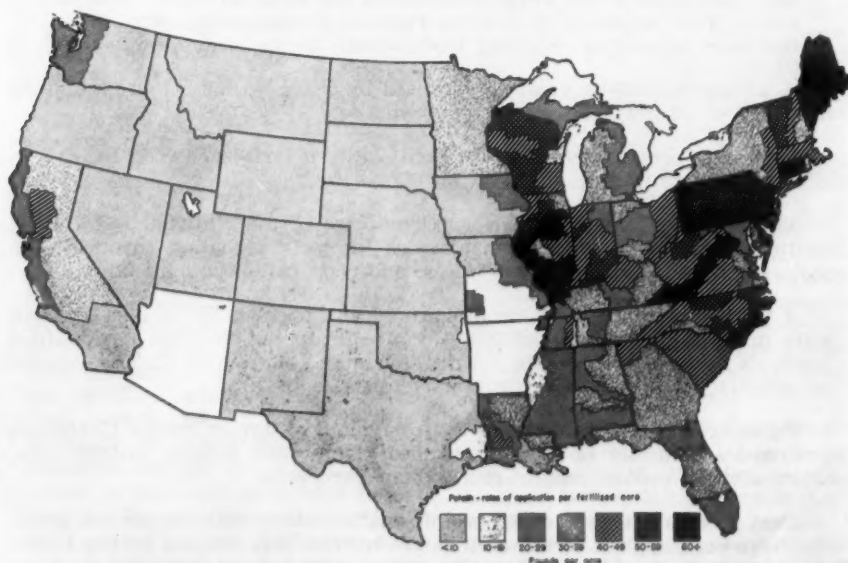 Potash - rates of application per fertilized acre
<10 10-19 20-29 30-39 40-49 50-59 60+
Pounds per acre